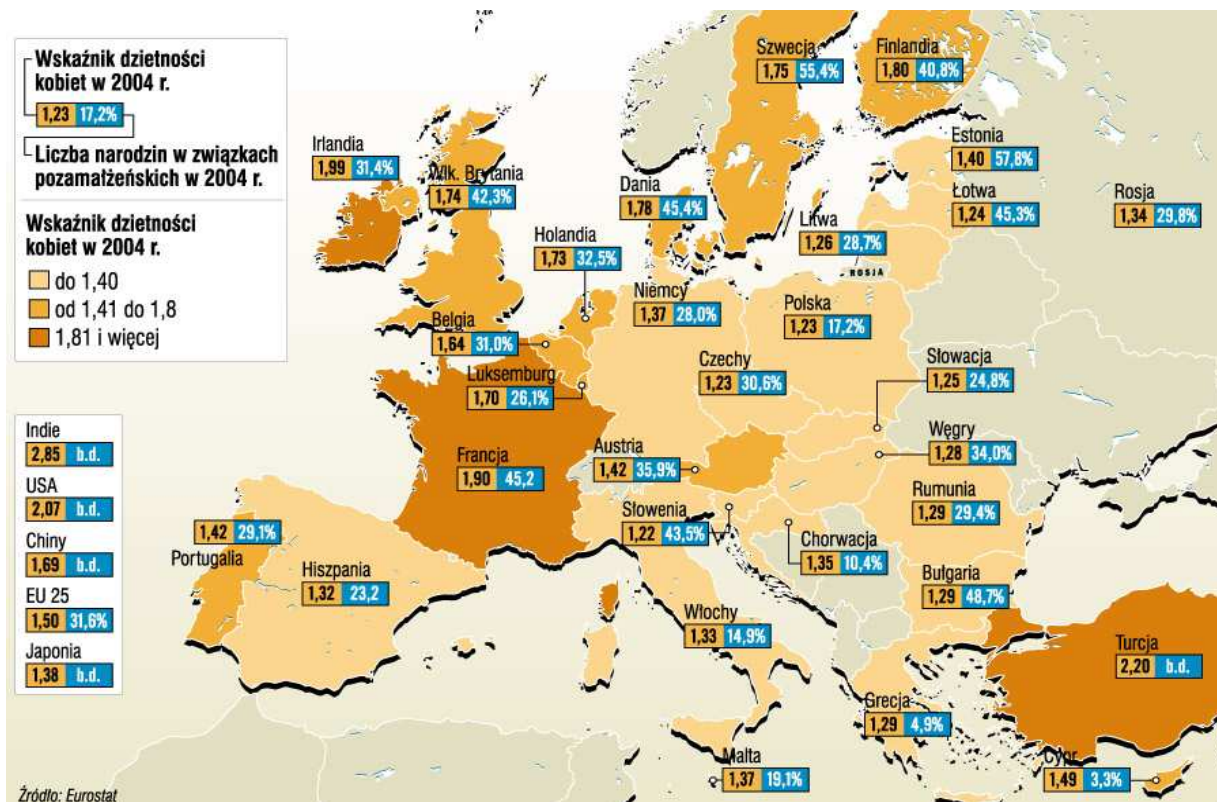 Wskaźnik dzietności
kobiet w 2004 r.
1,23 17,2%
Liczba narodzin w związkach
pozamałżeńskich w 2004 r.
Wskaźnik dzietności
kobiet w 2004 r.
do 1,40
od 1,41 do 1,8
1,81 i więcej
Indie
2,85 b.d.
USA
2,07 b.d.
Chiny
1,69 b.d.
EU 25
1,50 31,6%
Japonia
1,38 b.d.
Szwecja
1,75 55,4%
Finlandia
1,80 40,8%
Irlandia
1,99 31,4%
Wlk. Brytania
1,74 42,3%
Dania
1,78 45,4%
Estonia
1,40 57,8%
Łotwa
1,24 45,3%
Rosja
1,34 29,8%
Litwa
1,26 28,7%
ROSJA
Holandia
1,73 32,5%
Niemcy
1,37 28,0%
Polska
1,23 17,2%
Belgia
1,64 31,0%
Luksemburg
1,70 26,1%
Czechy
1,23 30,6%
Słowacja
1,25 24,8%
Węgry
1,28 34,0%
Francja
1,90 45,2
Austria
1,42 35,9%
Rumunia
1,29 29,4%
Słowenia
1,22 43,5%
Chorwacja
1,35 10,4%
1,42 29,1%
Portugalia
Hiszpania
1,32 23,2
Bułgaria
1,29 48,7%
Włochy
1,33 14,9%
Turcja
2,20 b.d.
Grecja
1,29 4,9%
Malta
1,37 19,1%
Cypr
1,49 3,3%
Źródło: Eurostat